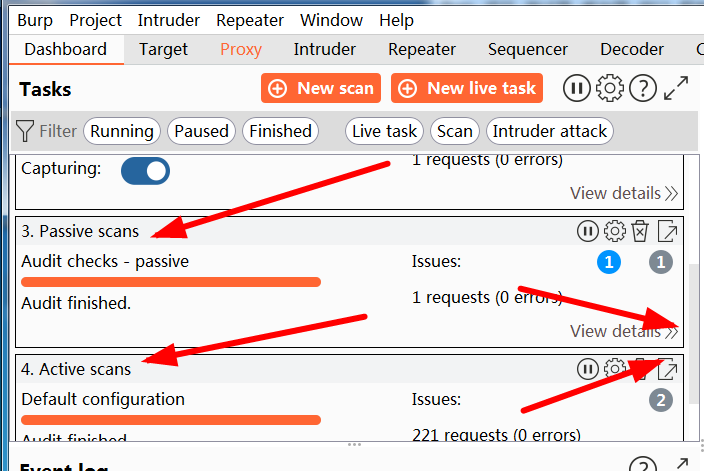 Burp Project Intruder Repeater Window Help
Dashboard Target Proxy Intruder Repeater Sequencer Decoder
Tasks New scan New live task
Filter Running Paused Finished Live task Scan Intruder attack
Capturing: 1 requests (0 errors)
View details
3. Passive scans
Audit checks - passive Issues: 1 1
Audit finished. 1 requests (0 errors)
View details
4. Active scans
Default configuration Issues: 2
Audit finished. 221 requests (0 errors)
Event log